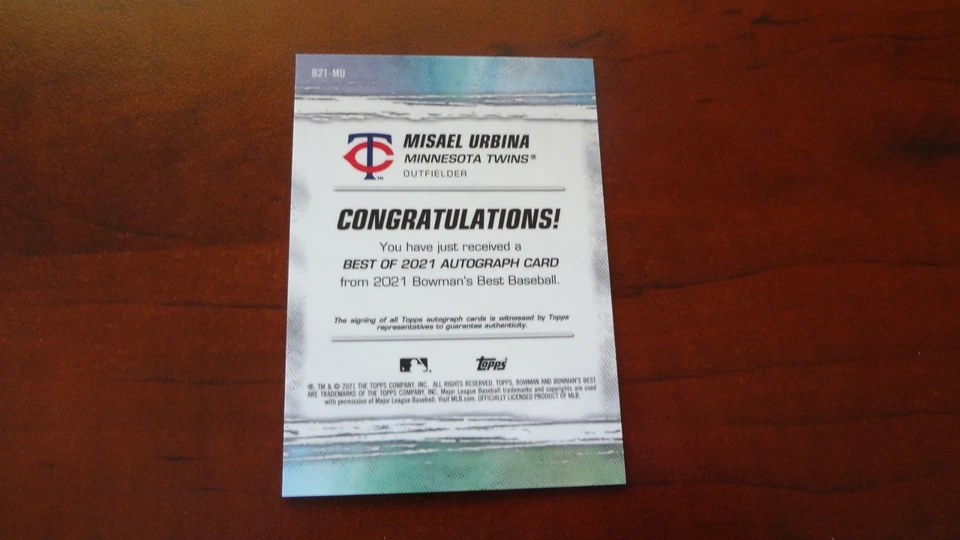 B21-MU
TC
TM
MISAEL URBINA
MINNESOTA TWINS®
OUTFIELDER
CONGRATULATIONS!
You have just received a
BEST OF 2021 AUTOGRAPH CARD
from 2021 Bowman's Best Baseball.
The signing of all Topps autograph cards is witnessed by Topps
representatives to guarantee authenticity.
Topps
®, TM & © 2021 THE TOPPS COMPANY, INC. ALL RIGHTS RESERVED. TOPPS, BOWMAN AND BOWMAN'S BEST
ARE TRADEMARKS OF THE TOPPS COMPANY, INC. Major League Baseball trademarks and copyrights are used
with permission of Major League Baseball. Visit MLB.com. OFFICIALLY LICENSED PRODUCT OF MLB.